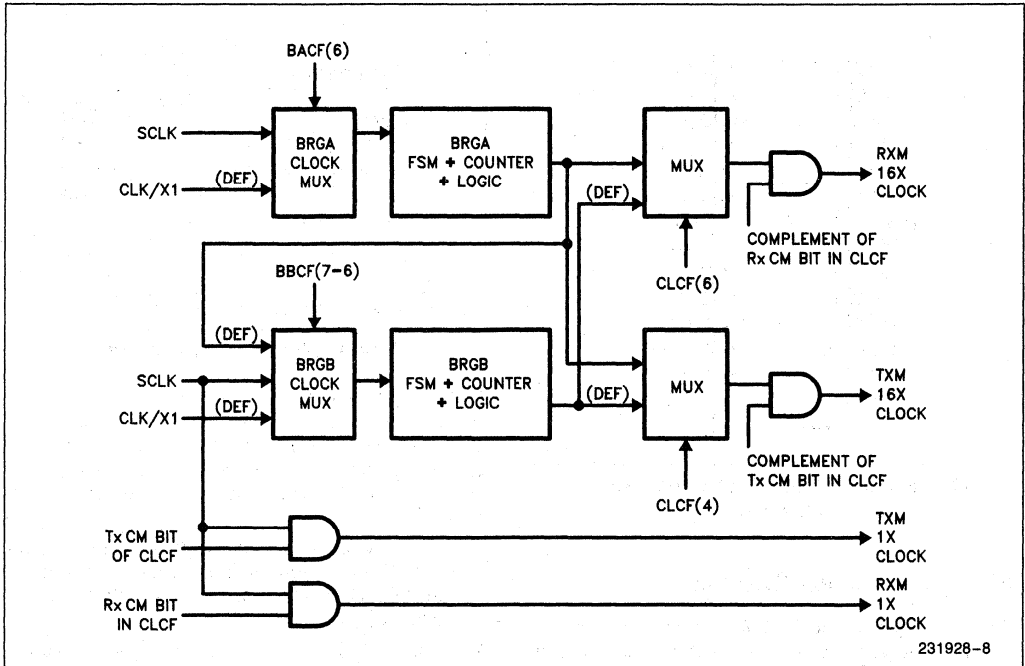 BACF(6)
SCLK
CLK/X1
(DEF)
BRGA
CLOCK
MUX
BRGA
FSM + COUNTER
+ LOGIC
(DEF)
MUX
RXM
16X
CLOCK
COMPLEMENT OF
Rx CM BIT IN CLCF
CLCF(6)
BBCF(7-6)
(DEF)
SCLK
CLK/X1
(DEF)
BRGB
CLOCK
MUX
BRGB
FSM + COUNTER
+ LOGIC
(DEF)
MUX
TXM
16X
CLOCK
COMPLEMENT OF
Tx CM BIT IN CLCF
CLCF(4)
Tx CM BIT
OF CLCF
TXM
1X
CLOCK
Rx CM BIT
IN CLCF
RXM
1X
CLOCK
231928-8